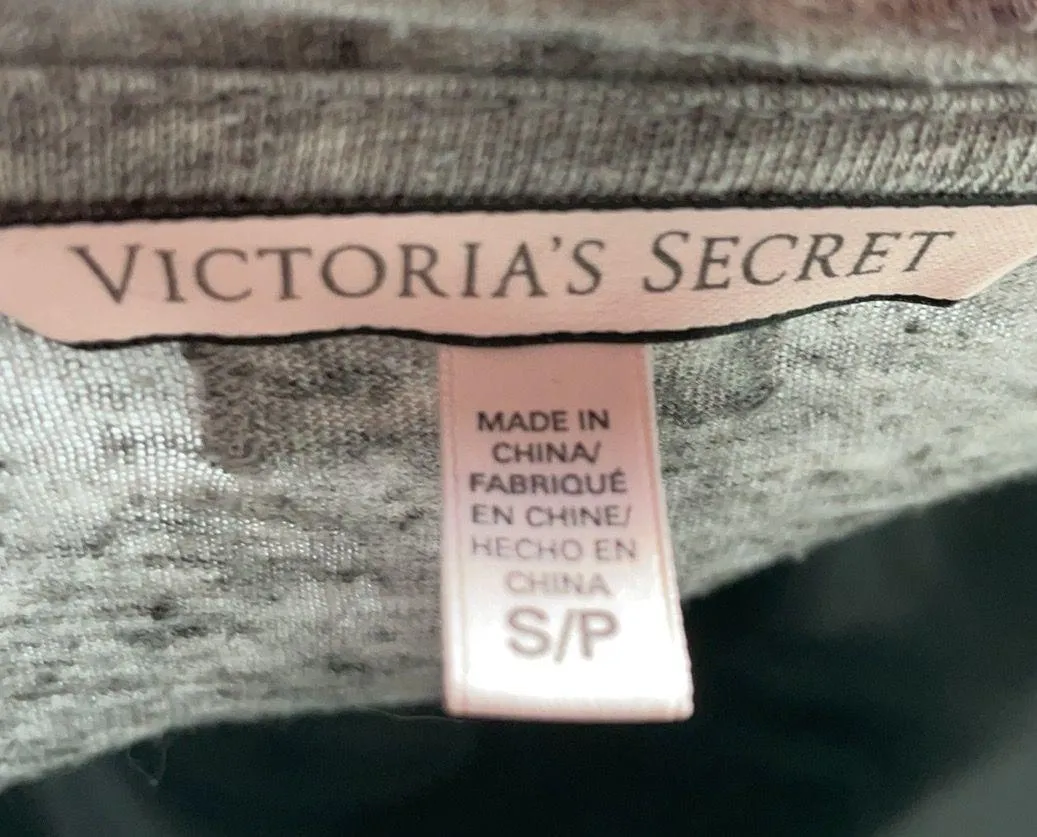 VICTORIA'S SECRET
MADE IN
CHINA/
FABRIQUÉ
EN CHINE/
HECHO EN
CHINA
S/P